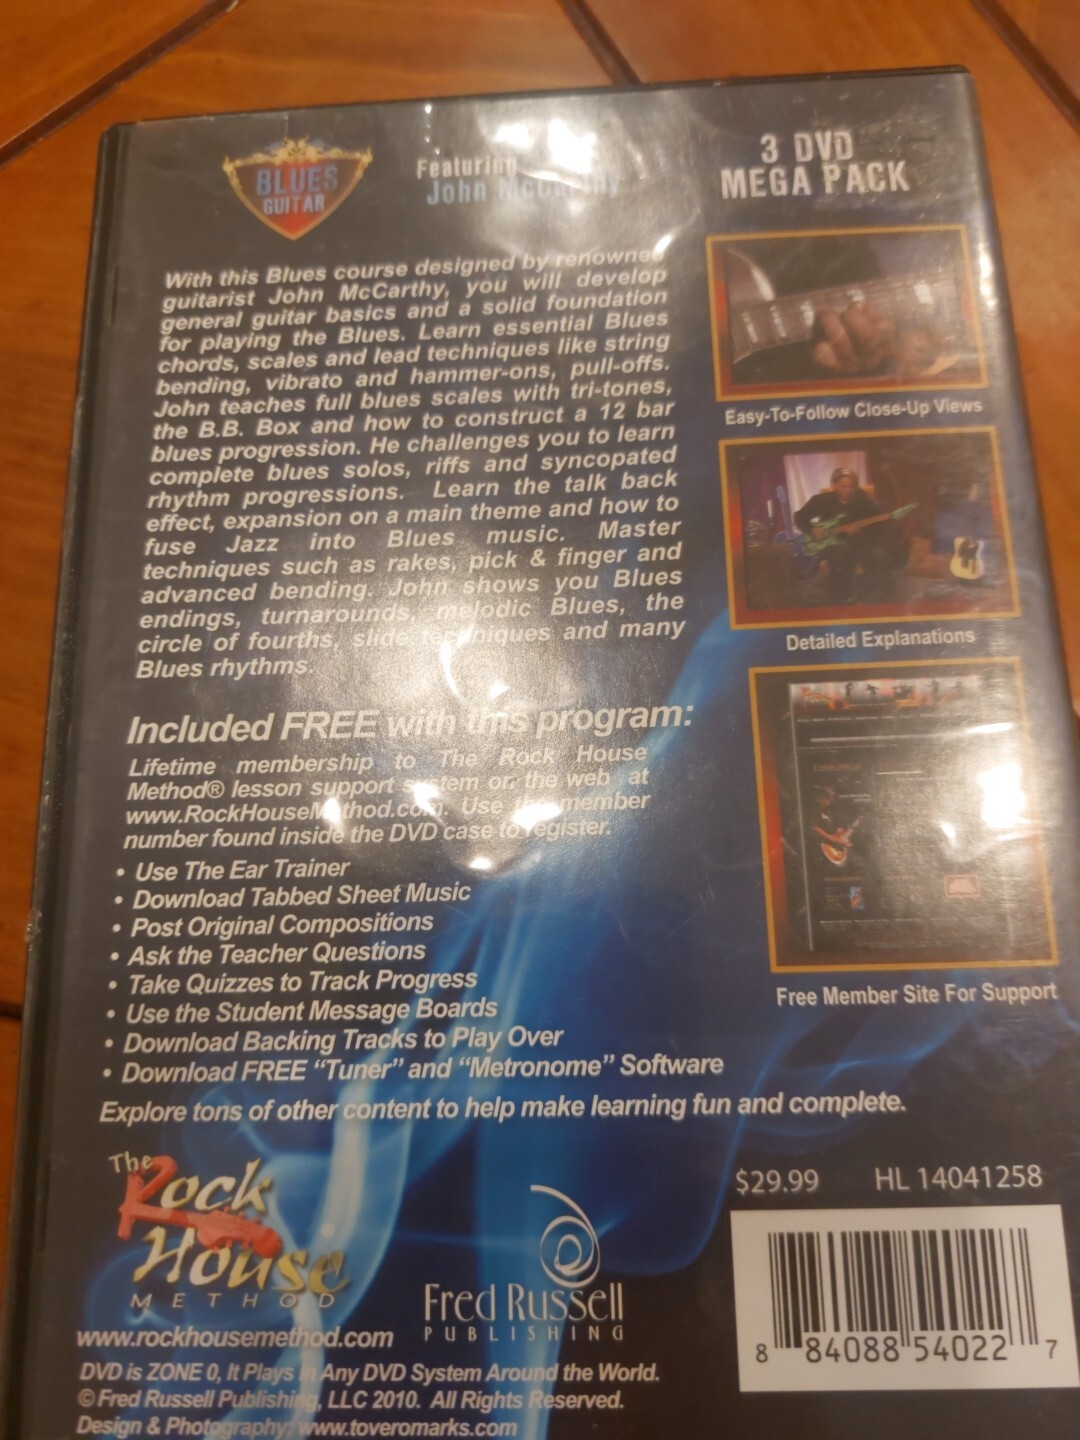 BLUES
GUITAR
Featuring
John McCarthy
3 DVD
MEGA PACK
With this Blues course designed by renowned
guitarist John McCarthy, you will develop
general guitar basics and a solid foundation
for playing the Blues. Learn essential Blues
chords, scales and lead techniques like string
bending, vibrato and hammer-ons, pull-offs.
John teaches full blues scales with tri-tones,
the B.B. Box and how to construct a 12 bar
blues progression. He challenges you to learn
complete blues solos, riffs and syncopated
rhythm progressions. Learn the talk back
effect, expansion on a main theme and how to
fuse Jazz into Blues music. Master
techniques such as rakes, pick & finger and
advanced bending. John shows you Blues
endings, turnarounds, melodic Blues, the
circle of fourths, slide techniques and many
Blues rhythms.
Easy-To-Follow Close-Up Views
Detailed Explanations
Free Member Site For Support
Included FREE with this program:
Lifetime membership to The Rock House
Method® lesson support system on the web at
www.RockHouseMethod.com. Use the member
number found inside the DVD case to register.
• Use The Ear Trainer
• Download Tabbed Sheet Music
• Post Original Compositions
• Ask the Teacher Questions
• Take Quizzes to Track Progress
• Use the Student Message Boards
• Download Backing Tracks to Play Over
• Download FREE “Tuner” and “Metronome” Software
Explore tons of other content to help make learning fun and complete.
The
Rock
House
METHOD
www.rockhousemethod.com
Fred Russell
PUBLISHING
$29.99 HL 14041258
8 84088 54022 7
DVD is ZONE 0, It Plays in Any DVD System Around the World.
© Fred Russell Publishing, LLC 2010. All Rights Reserved.
Design & Photography: www.toveromarks.com